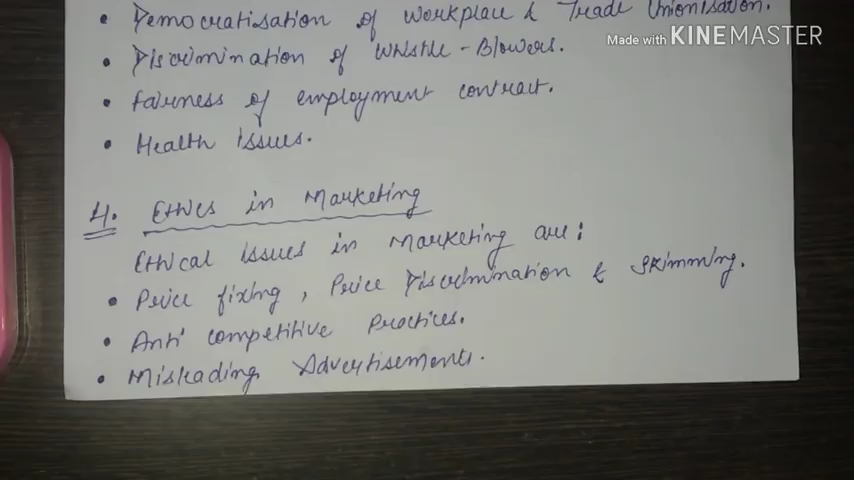 • Democratisation of workplace & Trade Unionisation.
Made with KINEMASTER
• Discrimination of Whistle-Blowers.
• Fairness of employment contract.
• Health issues.
4. Ethics in Marketing
Ethical issues in Marketing are:
• Price fixing, Price Discrimination & Skimming.
• Anti competitive Practices.
• Misleading Advertisements.